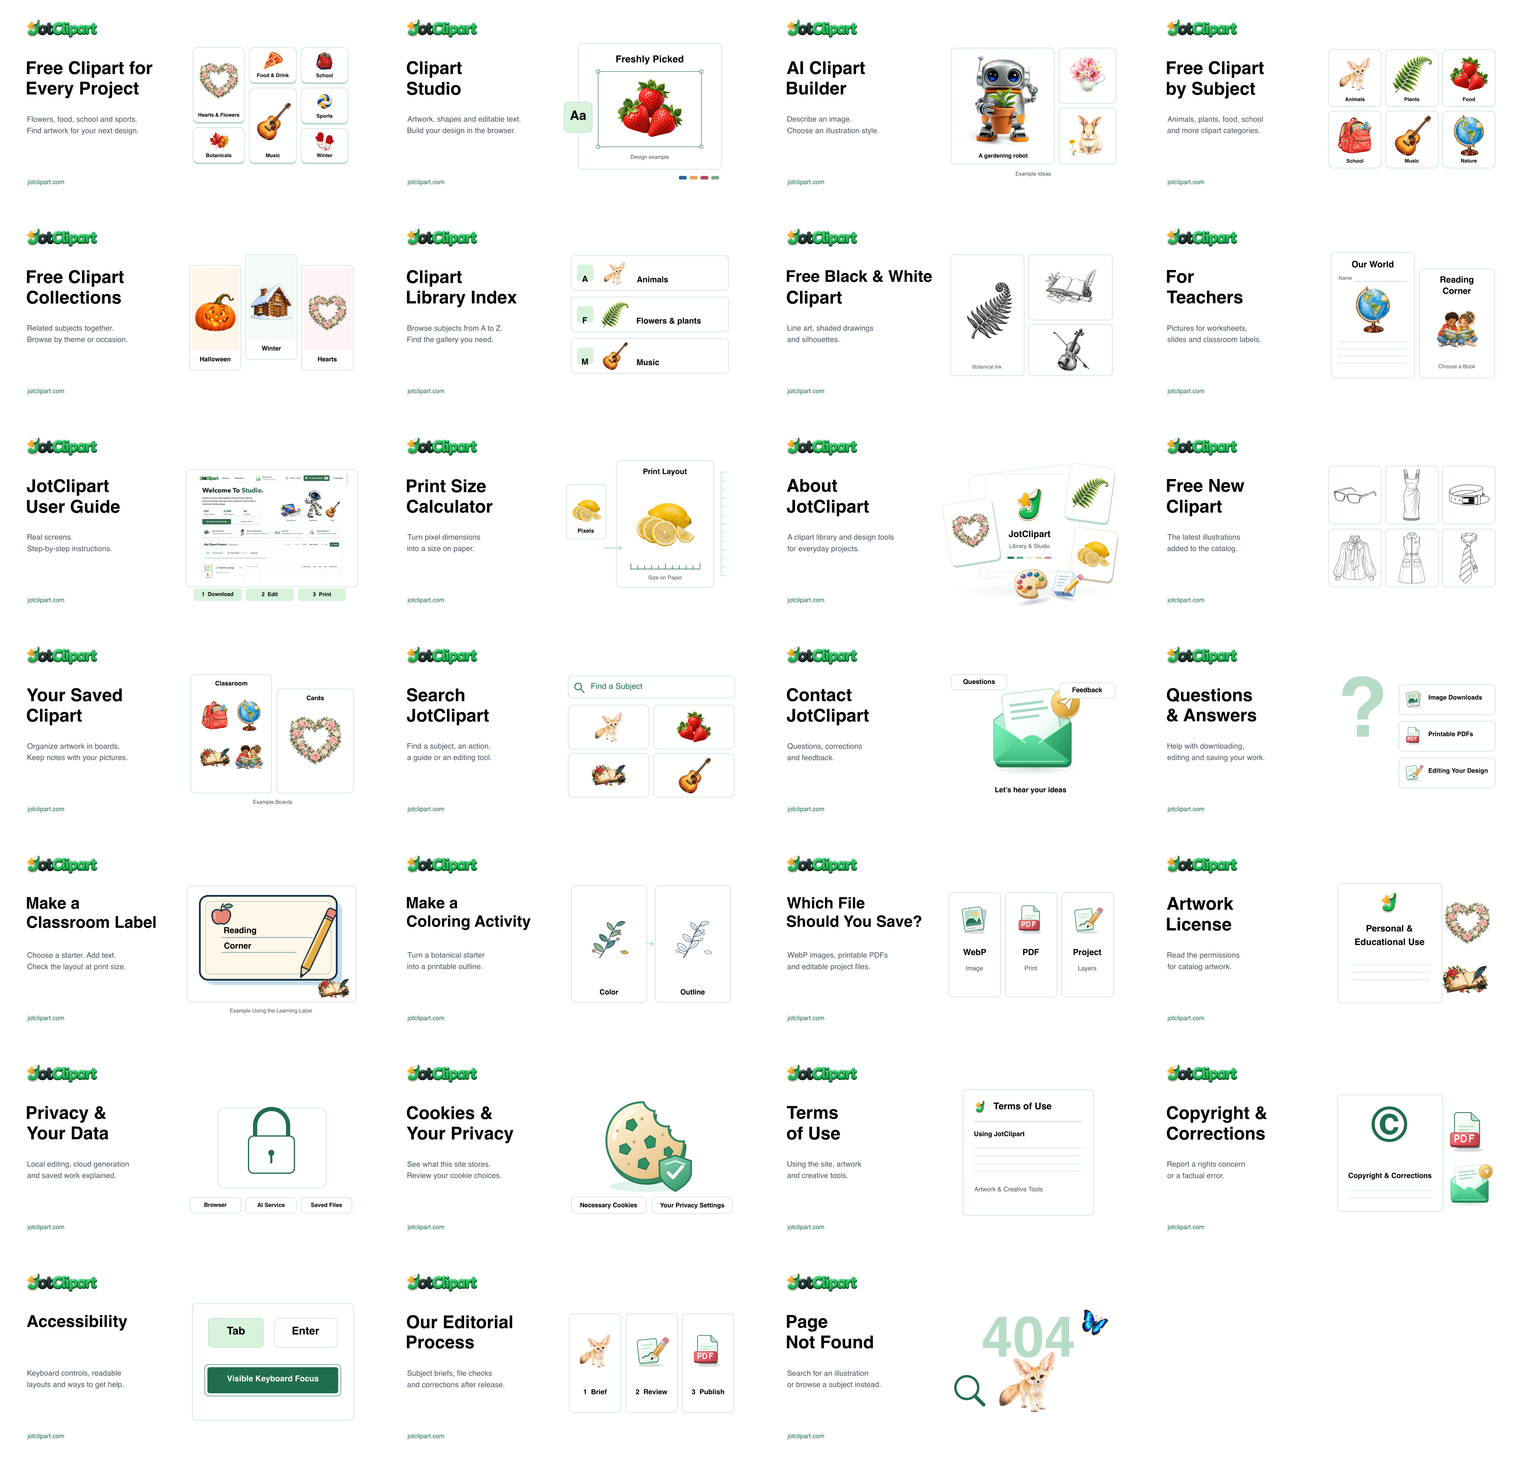 JotClipart
Free Clipart for
Every Project
Flowers, food, school and sports.
Find artwork for your next design.
jotclipart.com
Hearts & Flowers
Food & Drink
School
Sports
Botanicals
Music
Winter
JotClipart
Clipart
Studio
Artwork, shapes and editable text.
Build your design in the browser.
jotclipart.com
Freshly Picked
Aa
Design example
JotClipart
AI Clipart
Builder
Describe an image.
Choose an illustration style.
jotclipart.com
A gardening robot
Example Ideas
JotClipart
Free Clipart
by Subject
Animals, plants, food, school
and more clipart categories.
jotclipart.com
Animals
Plants
Food
School
Music
Nature
JotClipart
Free Clipart
Collections
Related subjects together.
Browse by theme or occasion.
jotclipart.com
Halloween
Winter
Hearts
JotClipart
Clipart
Library Index
Browse subjects from A to Z.
Find the gallery you need.
jotclipart.com
A
Animals
F
Flowers & plants
M
Music
JotClipart
Free Black & White
Clipart
Line art, shaded drawings
and silhouettes.
jotclipart.com
Botanical Ink
JotClipart
For
Teachers
Pictures for worksheets,
slides and classroom labels.
jotclipart.com
Our World
Name
Reading
Corner
Choose a Book
JotClipart
JotClipart
User Guide
Real screens.
Step-by-step instructions.
jotclipart.com
JotClipart
Welcome To Studio.
1 Download
2 Edit
3 Print
JotClipart
Print Size
Calculator
Turn pixel dimensions
into a size on paper.
jotclipart.com
Pixels
Print Layout
Size on Paper
JotClipart
About
JotClipart
A clipart library and design tools
for everyday projects.
jotclipart.com
JotClipart
Library & Studio
JotClipart
Free New
Clipart
The latest illustrations
added to the catalog.
jotclipart.com
JotClipart
Your Saved
Clipart
Organize artwork in boards.
Keep notes with your pictures.
jotclipart.com
Classroom
Cards
Example Boards
JotClipart
Search
JotClipart
Find a subject, an action,
a guide or an editing tool.
jotclipart.com
Find a Subject
JotClipart
Contact
JotClipart
Questions, corrections
and feedback.
jotclipart.com
Questions
Feedback
Let's hear your ideas
JotClipart
Questions
& Answers
Help with downloading,
editing and saving your work.
jotclipart.com
?
Image Downloads
PDF
Printable PDFs
Editing Your Design
JotClipart
Make a
Classroom Label
Choose a starter. Add text.
Check the layout at print size.
jotclipart.com
Reading
Corner
Example Using the Learning Label
JotClipart
Make a
Coloring Activity
Turn a botanical starter
into a printable outline.
jotclipart.com
Color
Outline
JotClipart
Which File
Should You Save?
WebP images, printable PDFs
and editable project files.
jotclipart.com
WebP
Image
PDF
PDF
Print
Project
Layers
JotClipart
Artwork
License
Read the permissions
for catalog artwork.
jotclipart.com
Personal &
Educational Use
JotClipart
Privacy &
Your Data
Local editing, cloud generation
and saved work explained.
jotclipart.com
Browser
AI Service
Saved Files
JotClipart
Cookies &
Your Privacy
See what this site stores.
Review your cookie choices.
jotclipart.com
Necessary Cookies
Your Privacy Settings
JotClipart
Terms
of Use
Using the site, artwork
and creative tools.
jotclipart.com
Terms of Use
Using JotClipart
Artwork & Creative Tools
JotClipart
Copyright &
Corrections
Report a rights concern
or a factual error.
jotclipart.com
©
Copyright & Corrections
PDF
JotClipart
Accessibility
Keyboard controls, readable
layouts and ways to get help.
jotclipart.com
Tab
Enter
Visible Keyboard Focus
JotClipart
Our Editorial
Process
Subject briefs, file checks
and corrections after release.
jotclipart.com
1 Brief
2 Review
PDF
3 Publish
JotClipart
Page
Not Found
Search for an illustration
or browse a subject instead.
jotclipart.com
404